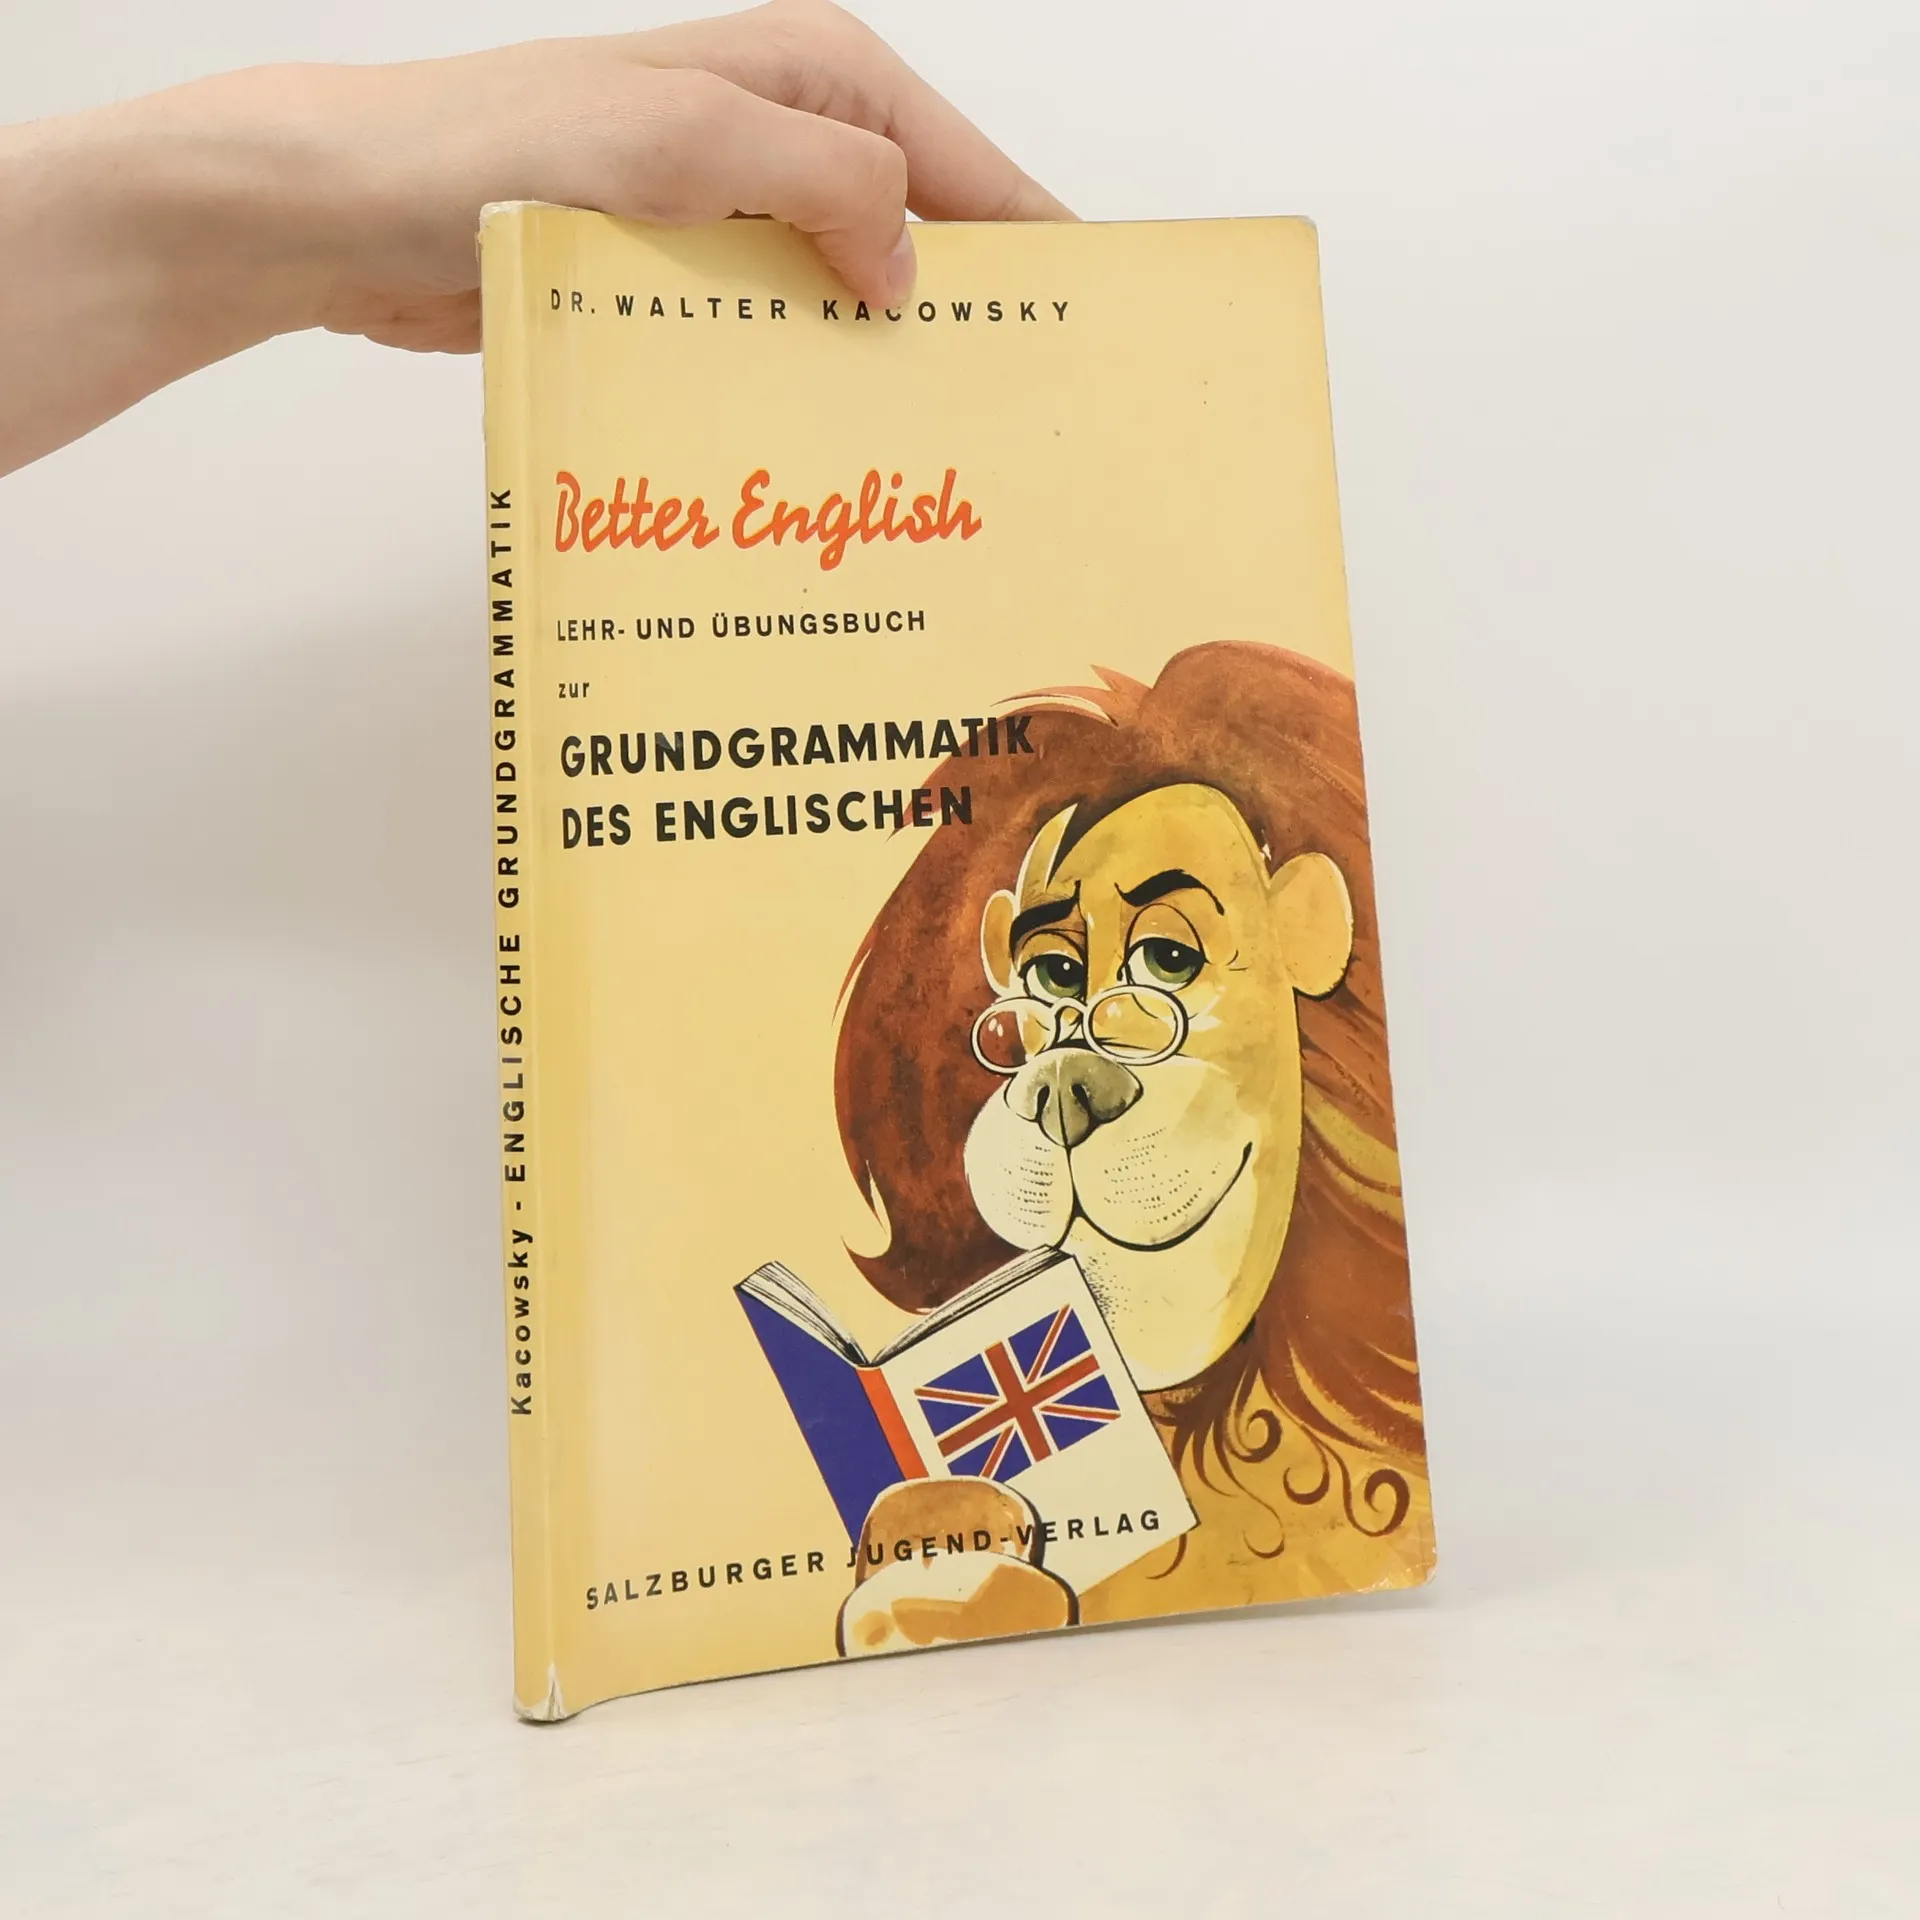 DR. WALTER KACOWSKY
Better English
LEHR- UND ÜBUNGSBUCH
zur
GRUNDGRAMMATIK
DES ENGLISCHEN
SALZBURGER JUGEND-VERLAG
Kacowsky - ENGLISCHE GRUNDGRAMMATIK